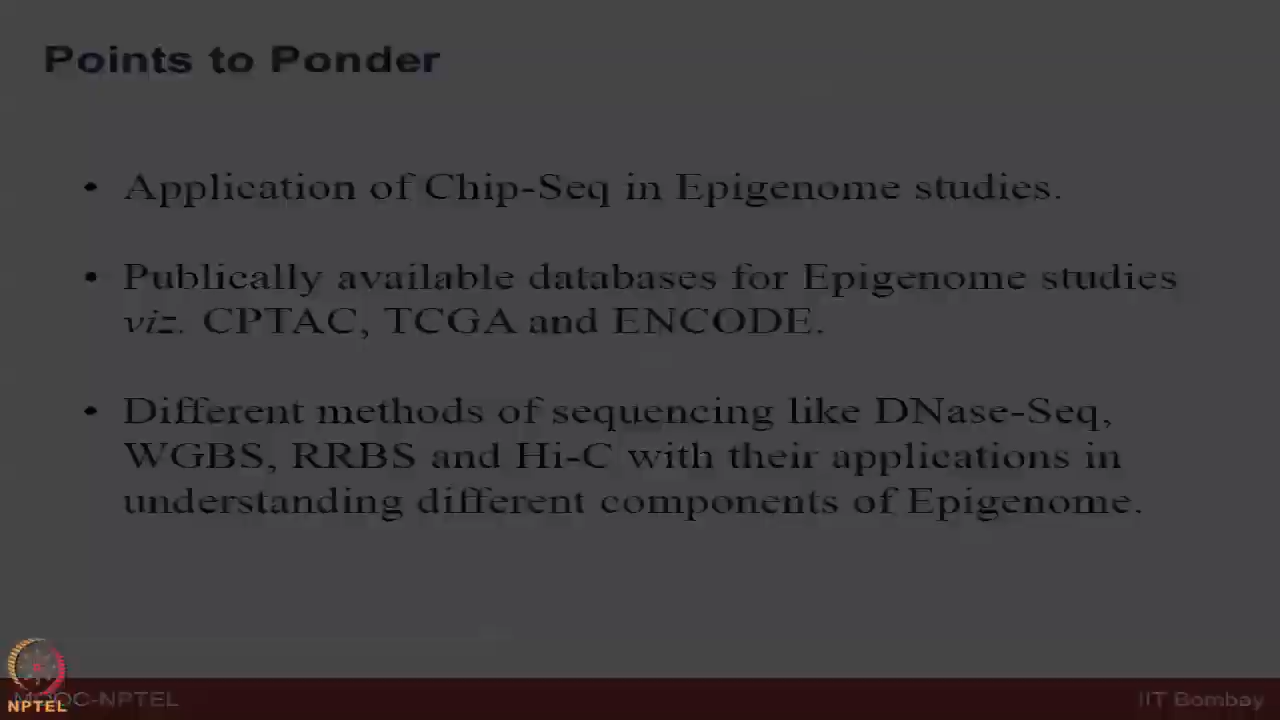 Points to Ponder
• Application of Chip-Seq in Epigenome studies.
• Publically available databases for Epigenome studies
viz. CPTAC, TCGA and ENCODE.
• Different methods of sequencing like DNase-Seq,
WGBS, RRBS and Hi-C with their applications in
understanding different components of Epigenome.
MOOC-NPTEL
IIT Bombay
NPTEL